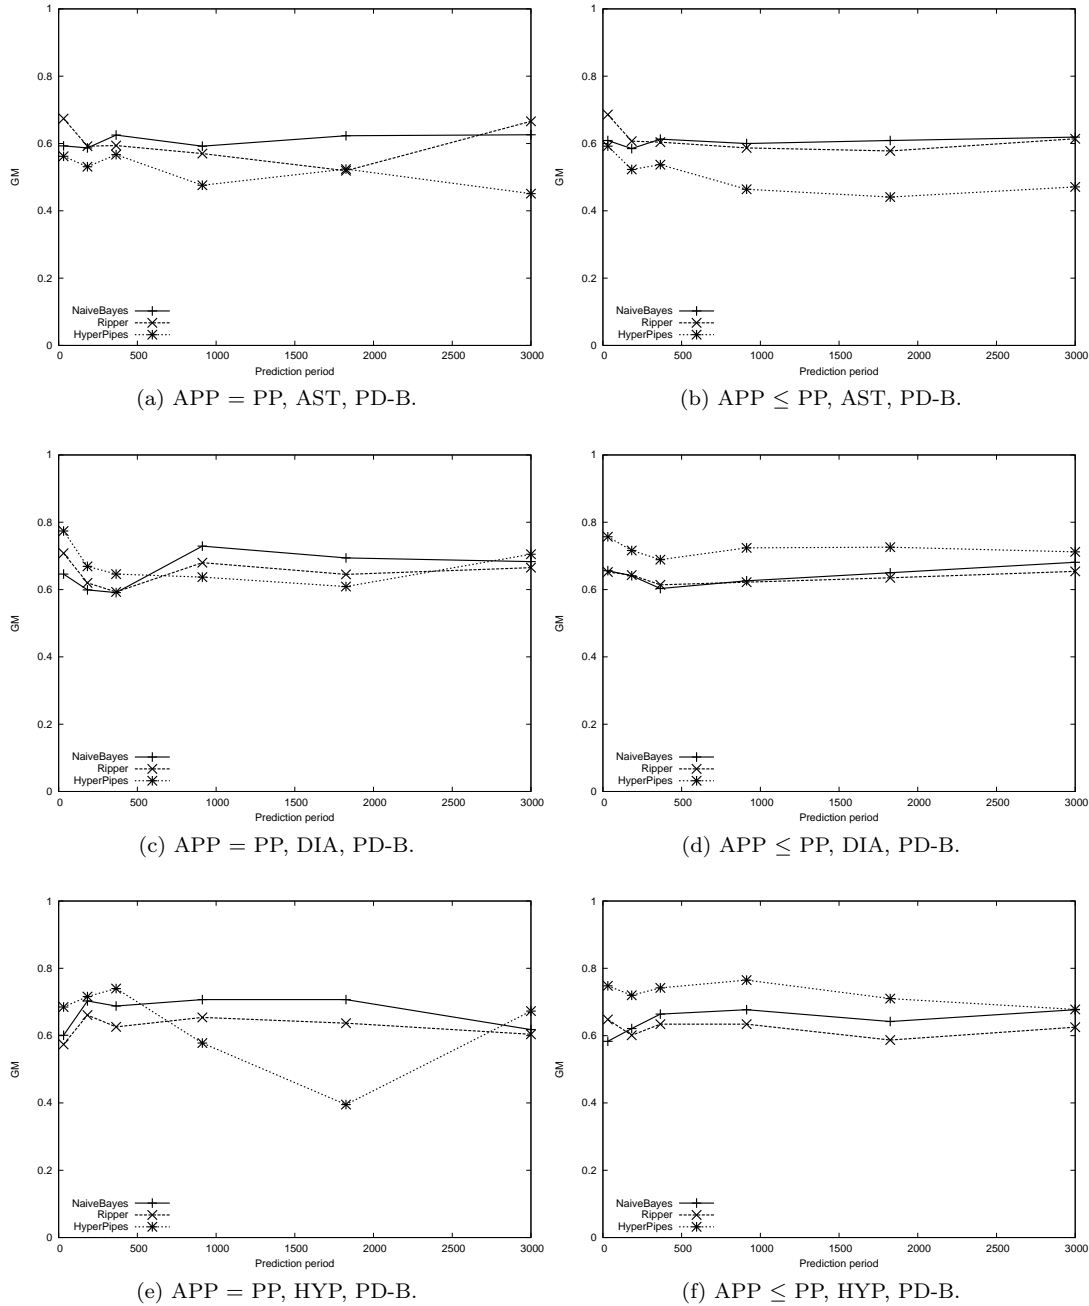 1
0.8
0.6
GM
0.4
0.2
0
NaiveBayes
Ripper
HyperPipes
0 500 1000 1500 2000 2500 3000
Prediction period
(a) APP = PP, AST, PD-B.
1
0.8
0.6
GM
0.4
0.2
0
NaiveBayes
Ripper
HyperPipes
0 500 1000 1500 2000 2500 3000
Prediction period
(b) APP ≤ PP, AST, PD-B.
1
0.8
0.6
GM
0.4
0.2
0
NaiveBayes
Ripper
HyperPipes
0 500 1000 1500 2000 2500 3000
Prediction period
(c) APP = PP, DIA, PD-B.
1
0.8
0.6
GM
0.4
0.2
0
NaiveBayes
Ripper
HyperPipes
0 500 1000 1500 2000 2500 3000
Prediction period
(d) APP ≤ PP, DIA, PD-B.
1
0.8
0.6
GM
0.4
0.2
0
NaiveBayes
Ripper
HyperPipes
0 500 1000 1500 2000 2500 3000
Prediction period
(e) APP = PP, HYP, PD-B.
1
0.8
0.6
GM
0.4
0.2
0
NaiveBayes
Ripper
HyperPipes
0 500 1000 1500 2000 2500 3000
Prediction period
(f) APP ≤ PP, HYP, PD-B.